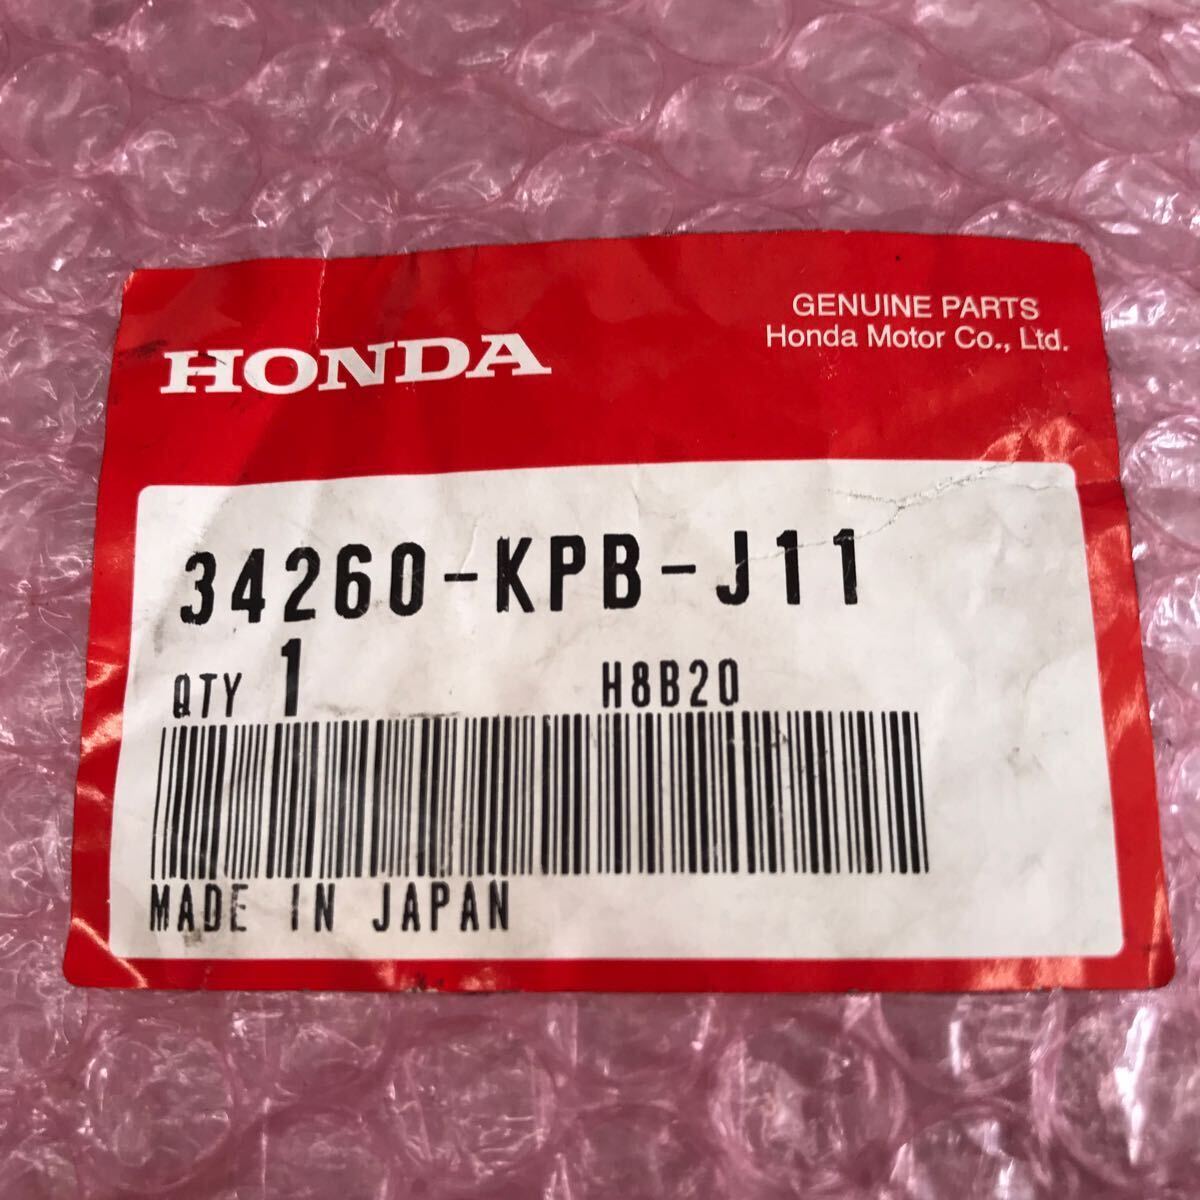 HONDA
GENUINE PARTS
Honda Motor Co., Ltd.
34260-KPB-J11
QTY 1 H8B20
MADE IN JAPAN